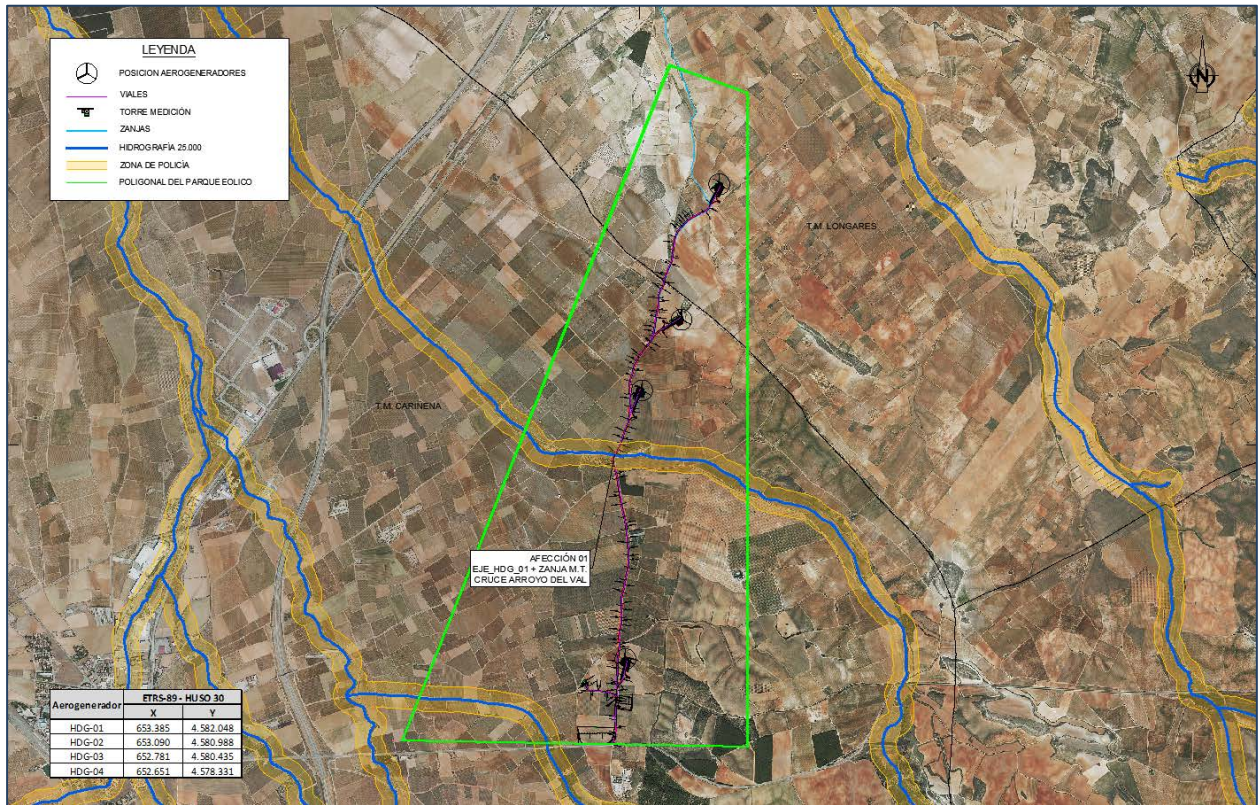 LEYENDA
POSICION AEROGENERADORES
VIALES
TORRE MEDICIÓN
ZANJAS
HIDROGRAFÍA 25.000
ZONA DE POLICÍA
POLIGONAL DEL PARQUE EOLICO
N
T.M. LONGARES
T.M. CARIÑENA
AFECCIÓN 01
EJE_HDG_01 + ZANJA M.T.
CRUCE ARROYO DEL VAL
Aerogenerador ETRS-89 - HUSO 30
X Y
HDG-01 653.385 4.582.048
HDG-02 653.090 4.580.988
HDG-03 652.781 4.580.435
HDG-04 652.651 4.578.331